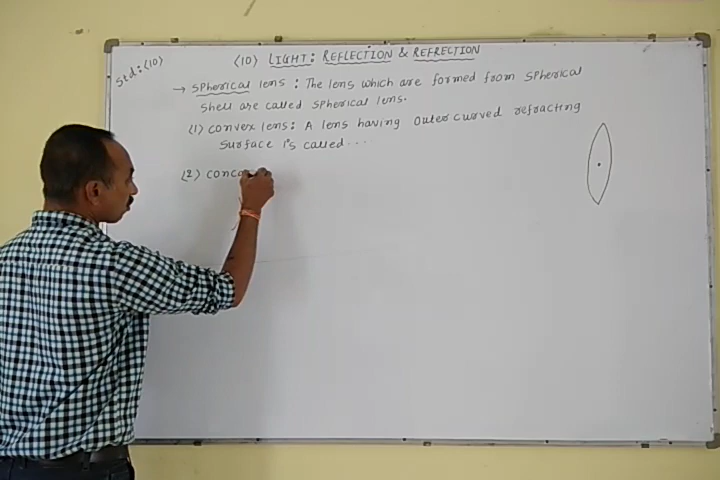 Std:(10)
(10) LIGHT: REFLECTION & REFRECTION
→ Spherical lens : The lens which are formed from spherical
shell are called spherical lens.
(1) convex lens: A lens having outer curved refracting
surface is called ...
(2) conca